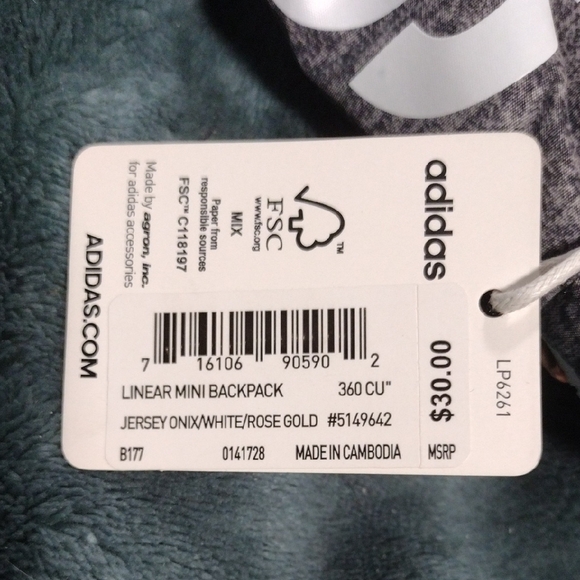 adidas
FSC
www.fsc.org
MIX
Paper from
responsible sources
FSC™ C118197
Made by agron, inc.
for adidas accessories
ADIDAS.COM
LP6261
7 16106 90590 2
LINEAR MINI BACKPACK 360 CU"
JERSEY ONIX/WHITE/ROSE GOLD #5149642
B177 0141728 MADE IN CAMBODIA
$30.00
MSRP